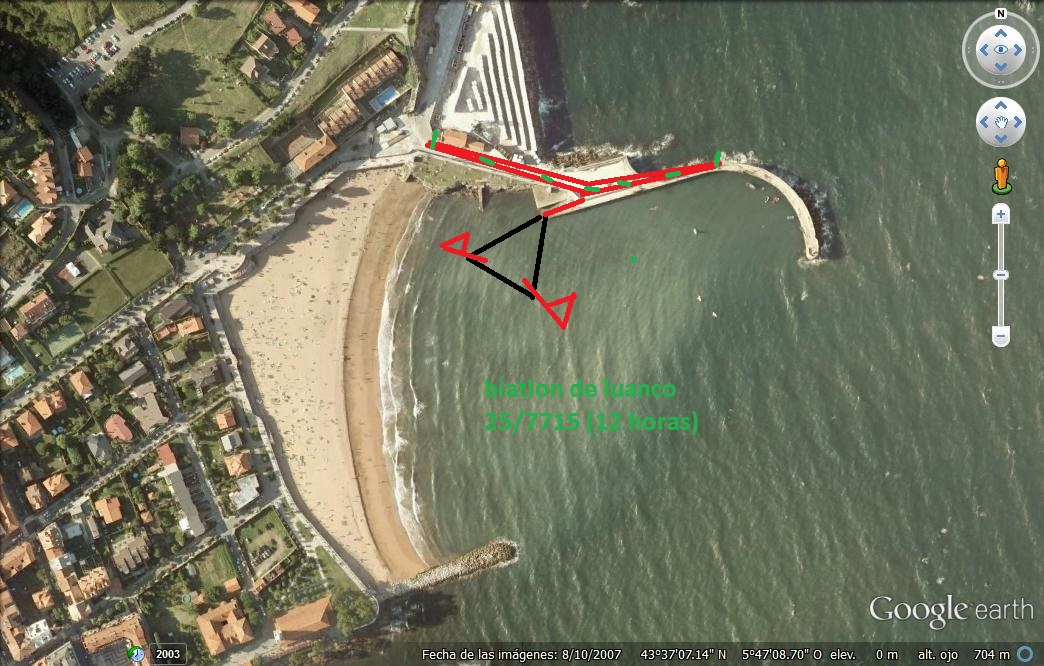 N
biatlon de luanco
25/7715 (12 horas)
Google earth
2003
Fecha de las imágenes: 8/10/2007 43°37'07.14" N 5°47'08.70" O elev. 0 m alt. ojo 704 m